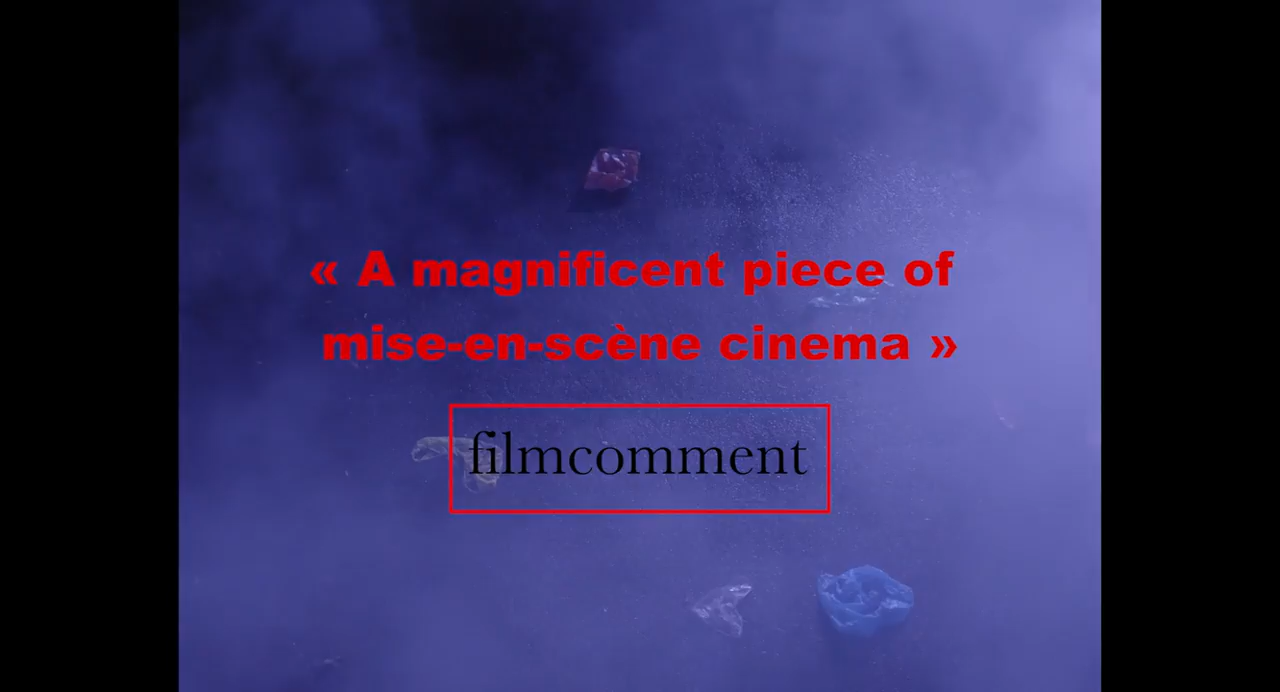 « A magnificent piece of
mise-en-scène cinema »
filmcomment